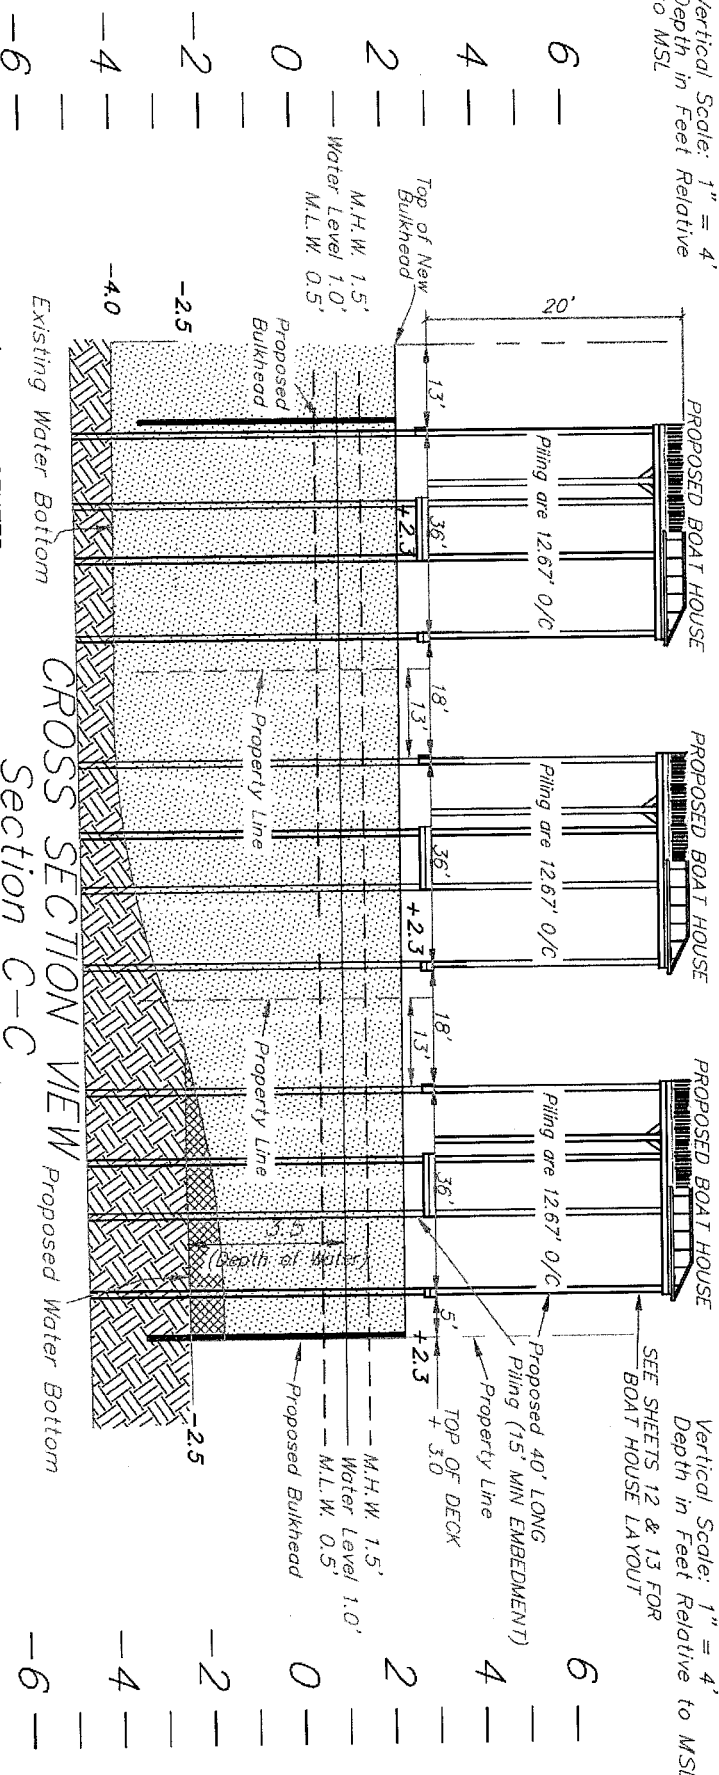 Vertical Scale: 1" = 4'
Depth in Feet Relative
to MSL
6
4
2
0
-2
-4
-6
20'
PROPOSED BOAT HOUSE
PROPOSED BOAT HOUSE
PROPOSED BOAT HOUSE
Vertical Scale: 1" = 4'
Depth in Feet Relative to MSL
SEE SHEETS 12 & 13 FOR
BOAT HOUSE LAYOUT
Piling are 12.67' O/C
Piling are 12.67' O/C
Piling are 12.67' O/C
Proposed 40' LONG
Piling (15' MIN EMBEDMENT)
Property Line
TOP OF DECK
+ 3.0
Top of New
Bulkhead
13'
36'
18'
13'
36'
18'
13'
36'
5'
+2.3
+2.3
+2.3
M.H.W. 1.5'
Water Level 1.0'
M.L.W. 0.5'
M.H.W. 1.5'
Water Level 1.0'
M.L.W. 0.5'
Proposed
Bulkhead
Property Line
Property Line
3.5'
(Depth of Water)
Proposed Bulkhead
-2.5
-4.0
-2.5
Existing Water Bottom
Proposed Water Bottom
CROSS SECTION VIEW
Section C-C
6
4
2
0
-2
-4
-6